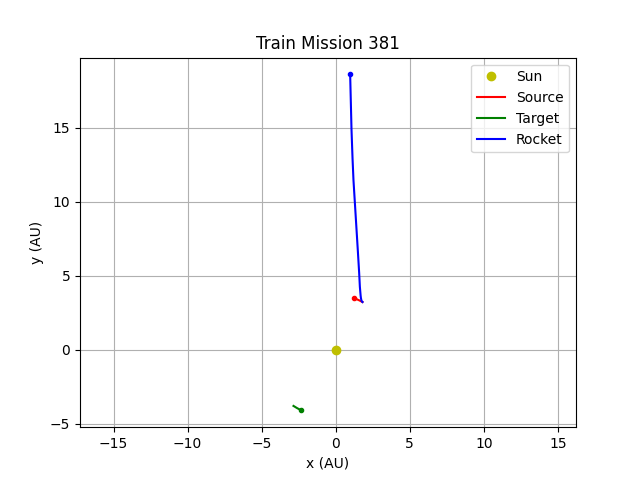 Train Mission 381
Sun
Source
Target
Rocket
15
10
5
0
−5
y (AU)
−15
−10
−5
0
5
10
15
x (AU)